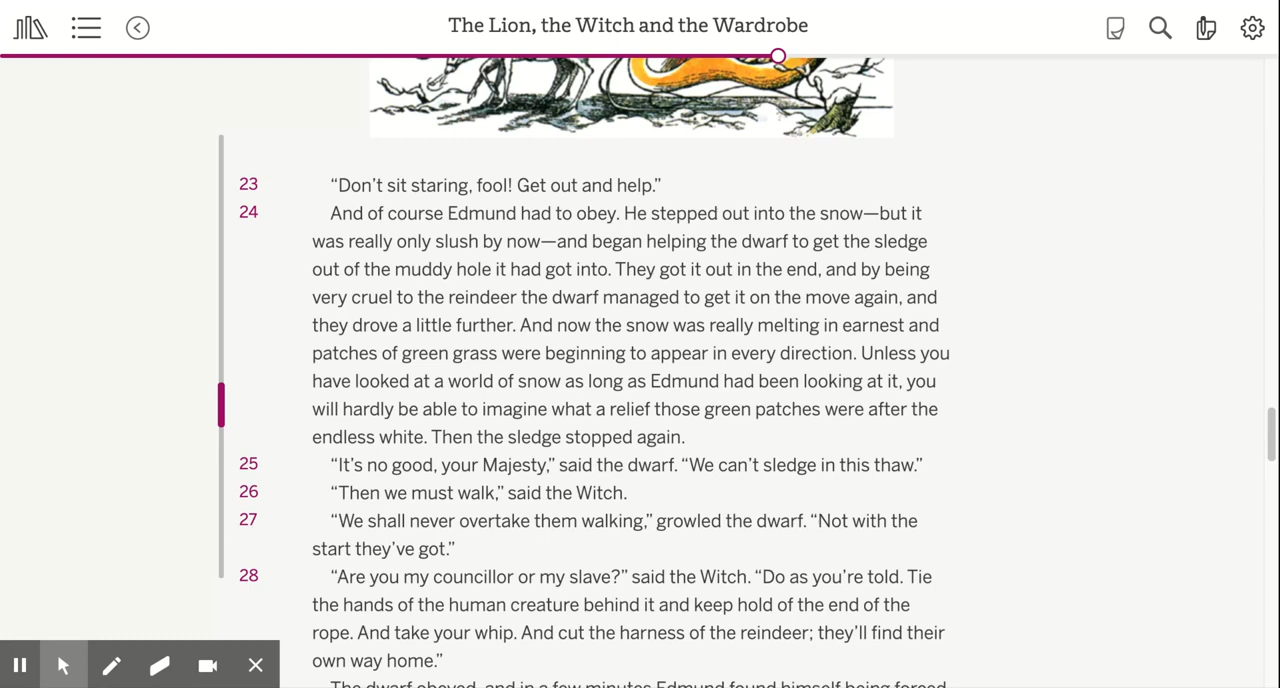 The Lion, the Witch and the Wardrobe
23 “Don’t sit staring, fool! Get out and help.”
24 And of course Edmund had to obey. He stepped out into the snow—but it
was really only slush by now—and began helping the dwarf to get the sledge
out of the muddy hole it had got into. They got it out in the end, and by being
very cruel to the reindeer the dwarf managed to get it on the move again, and
they drove a little further. And now the snow was really melting in earnest and
patches of green grass were beginning to appear in every direction. Unless you
have looked at a world of snow as long as Edmund had been looking at it, you
will hardly be able to imagine what a relief those green patches were after the
endless white. Then the sledge stopped again.
25 “It’s no good, your Majesty,” said the dwarf. “We can’t sledge in this thaw.”
26 “Then we must walk,” said the Witch.
27 “We shall never overtake them walking,” growled the dwarf. “Not with the
start they’ve got.”
28 “Are you my councillor or my slave?” said the Witch. “Do as you’re told. Tie
the hands of the human creature behind it and keep hold of the end of the
rope. And take your whip. And cut the harness of the reindeer; they’ll find their
own way home.”
The dwarf obeyed, and in a few minutes Edmund found himself being forced